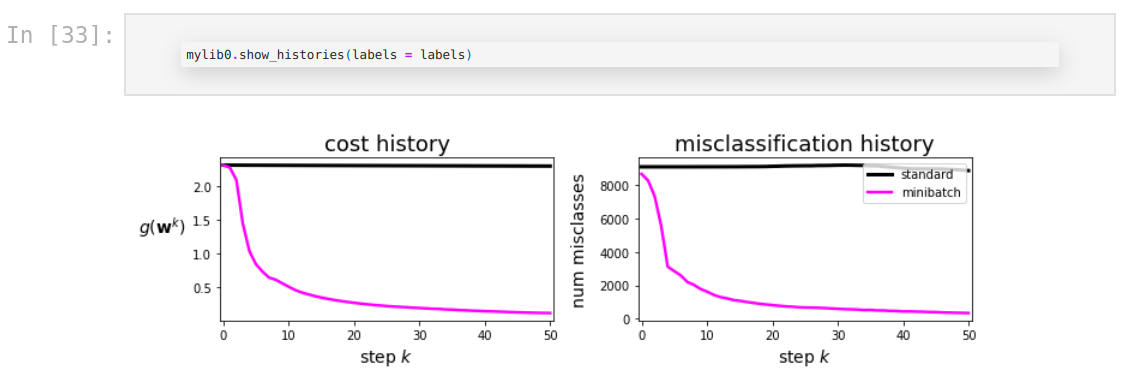 In [33]:
mylib0.show_histories(labels = labels)
cost history
misclassification history
g(w^k)
2.0
1.5
1.0
0.5
0 10 20 30 40 50
step k
num misclasses
8000
6000
4000
2000
0
standard
minibatch
0 10 20 30 40 50
step k